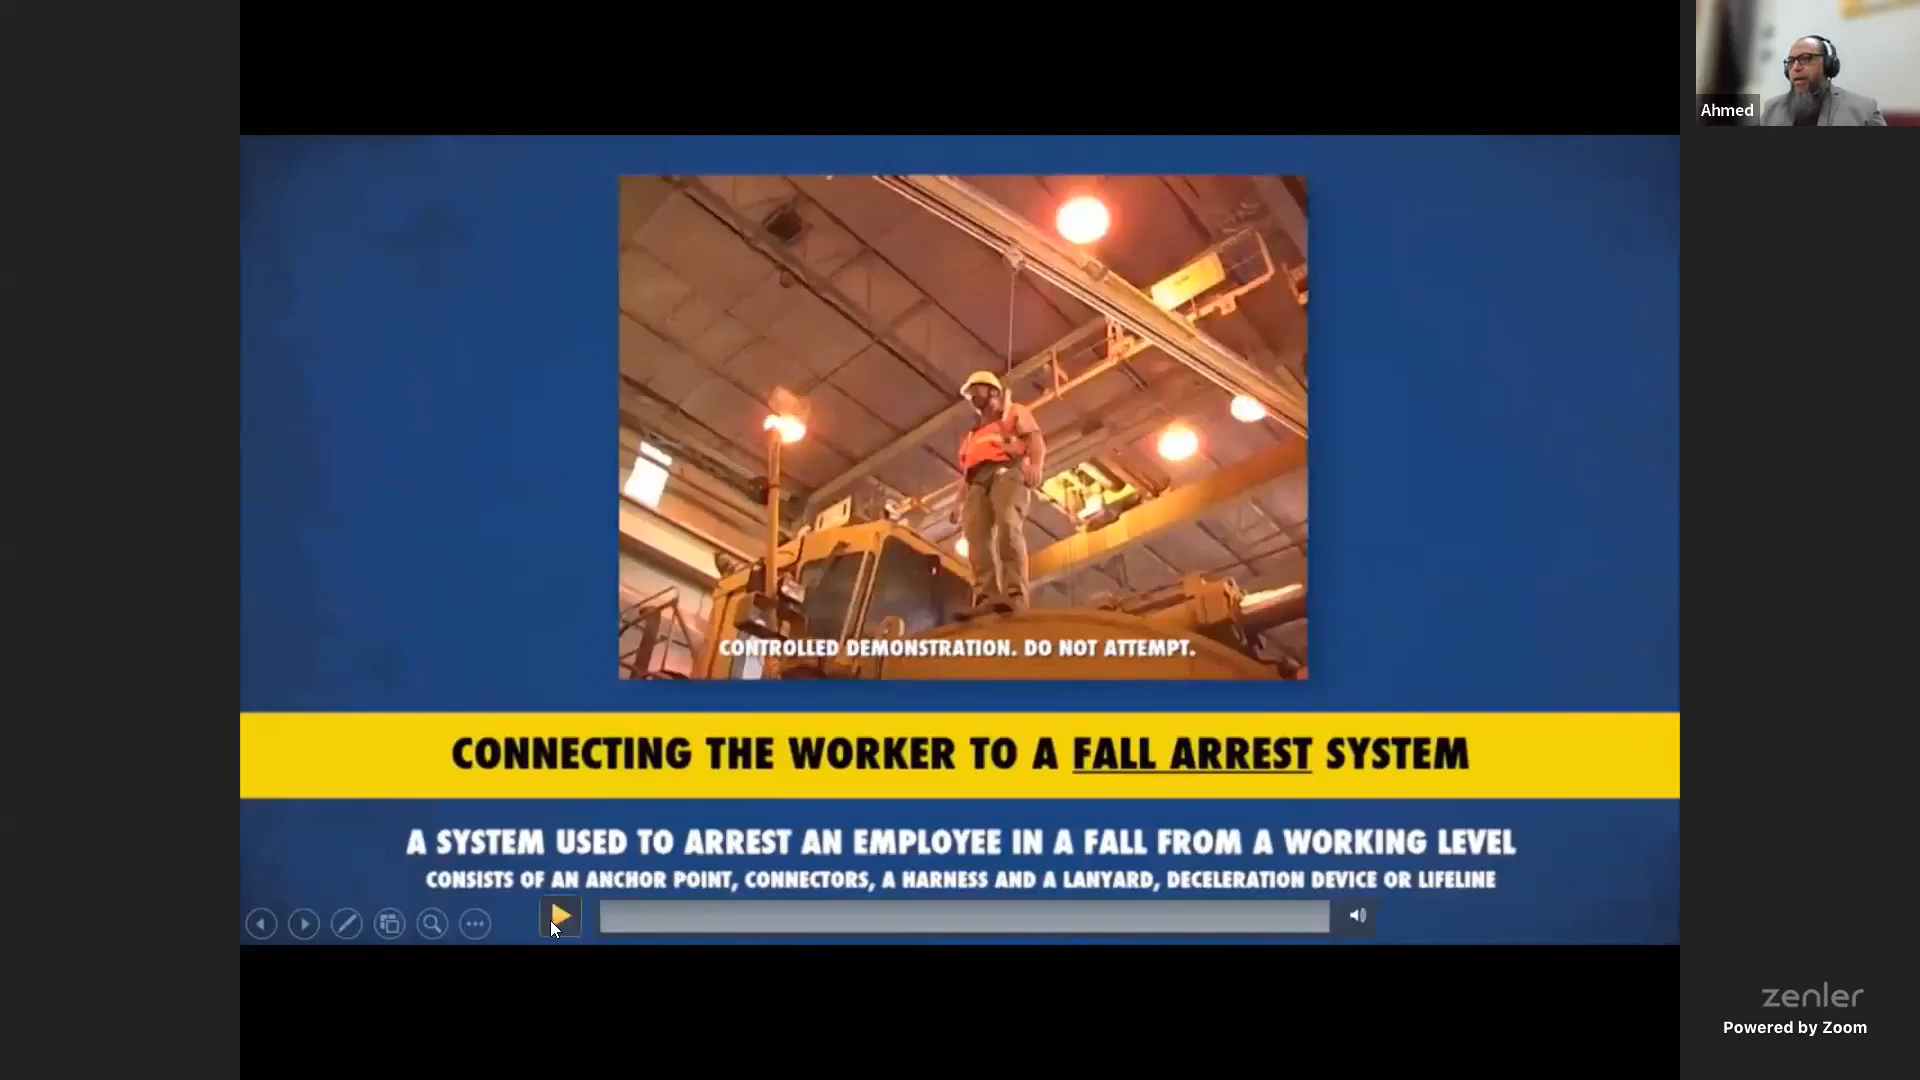 Ahmed
CONTROLLED DEMONSTRATION. DO NOT ATTEMPT.
CONNECTING THE WORKER TO A FALL ARREST SYSTEM
A SYSTEM USED TO ARREST AN EMPLOYEE IN A FALL FROM A WORKING LEVEL
CONSISTS OF AN ANCHOR POINT, CONNECTORS, A HARNESS AND A LANYARD, DECELERATION DEVICE OR LIFELINE
zenler
Powered by Zoom